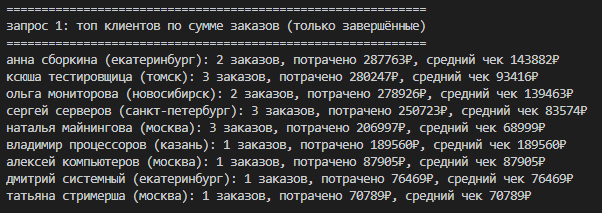 ============================================================
запрос 1: топ клиентов по сумме заказов (только завершённые)
============================================================
анна сборкина (екатеринбург): 2 заказов, потрачено 287763₽, средний чек 143882₽
ксюша тестировщица (томск): 3 заказов, потрачено 280247₽, средний чек 93416₽
ольга мониторова (новосибирск): 2 заказов, потрачено 278926₽, средний чек 139463₽
сергей серверов (санкт-петербург): 3 заказов, потрачено 250723₽, средний чек 83574₽
наталья майнингова (москва): 3 заказов, потрачено 206997₽, средний чек 68999₽
владимир процессоров (казань): 1 заказов, потрачено 189560₽, средний чек 189560₽
алексей компьютеров (москва): 1 заказов, потрачено 87905₽, средний чек 87905₽
дмитрий системный (екатеринбург): 1 заказов, потрачено 76469₽, средний чек 76469₽
татьяна стримерша (москва): 1 заказов, потрачено 70789₽, средний чек 70789₽